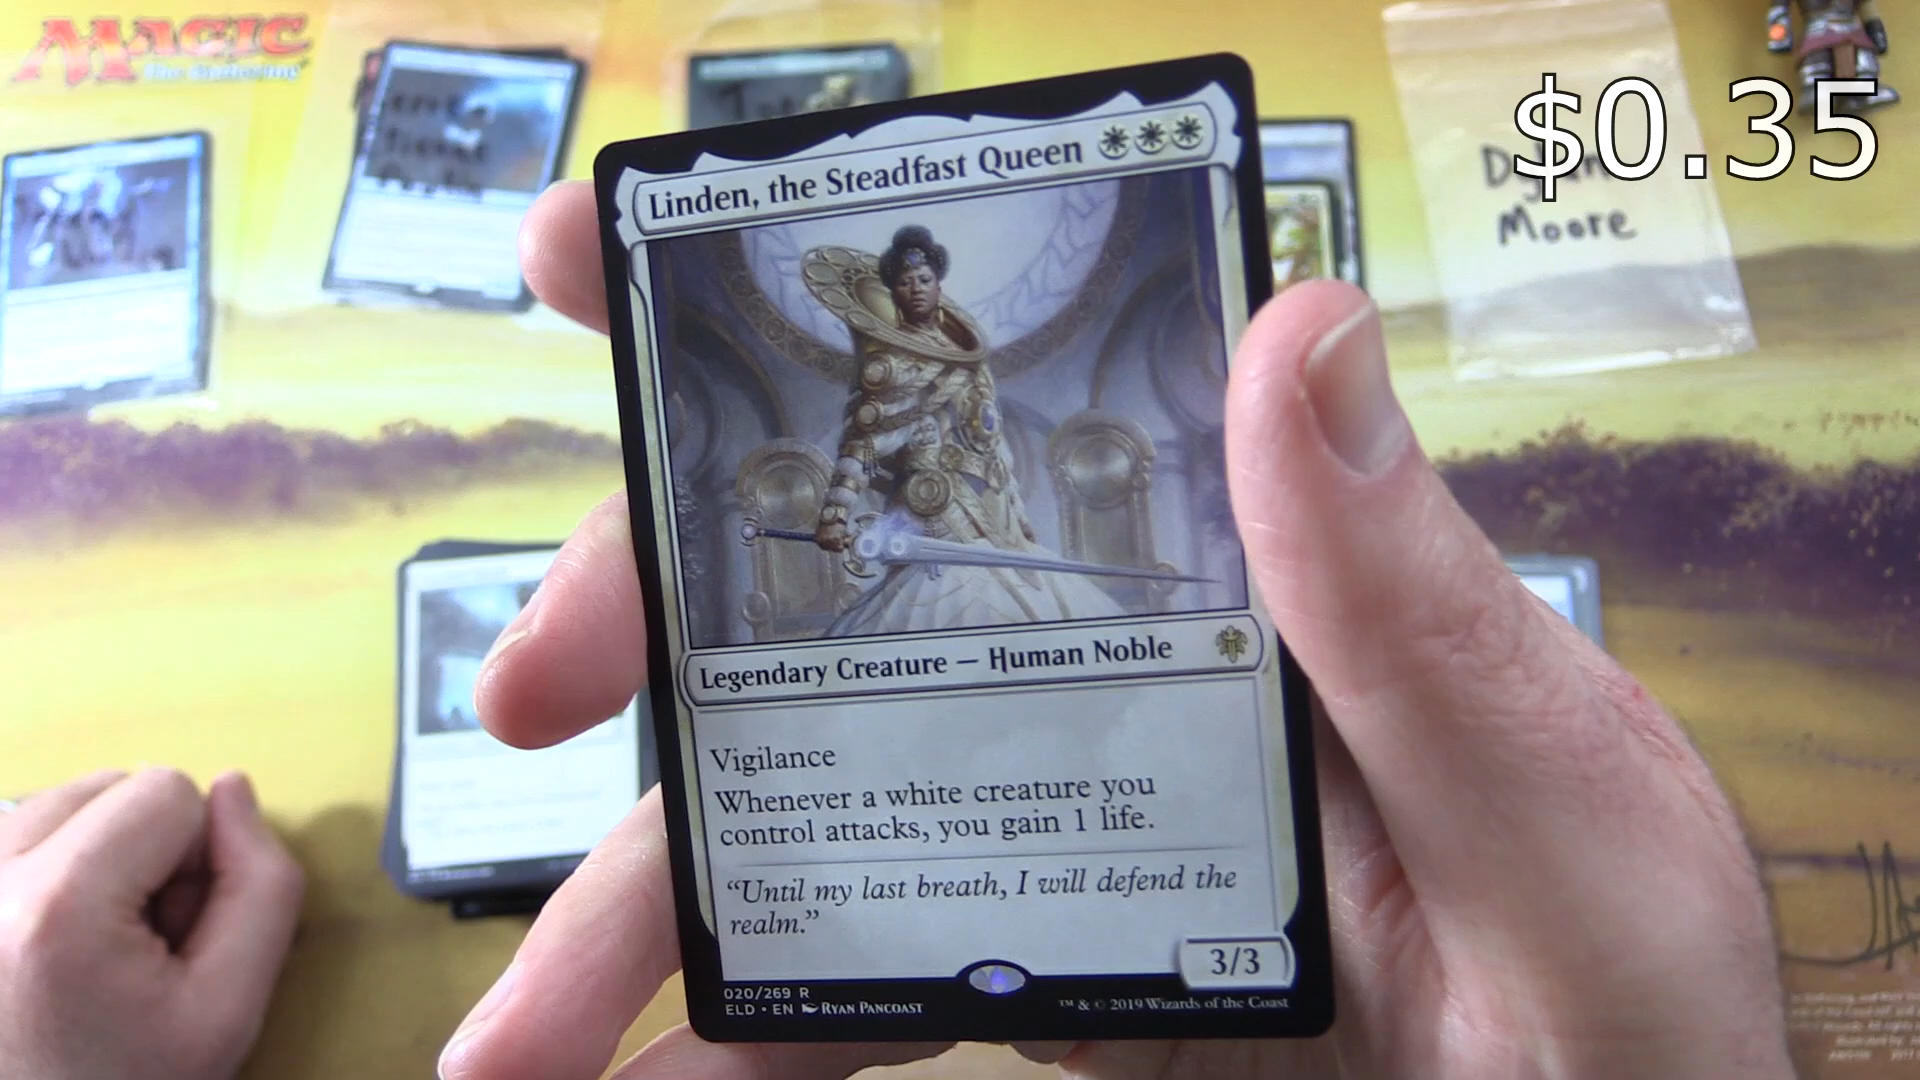 MAGIC
The Gathering
$0.35
Moore
Linden, the Steadfast Queen
Legendary Creature — Human Noble
Vigilance
Whenever a white creature you
control attacks, you gain 1 life.
“Until my last breath, I will defend the
realm.”
3/3
020/269 R
ELD • EN RYAN PANCOAST
™ & © 2019 Wizards of the Coast